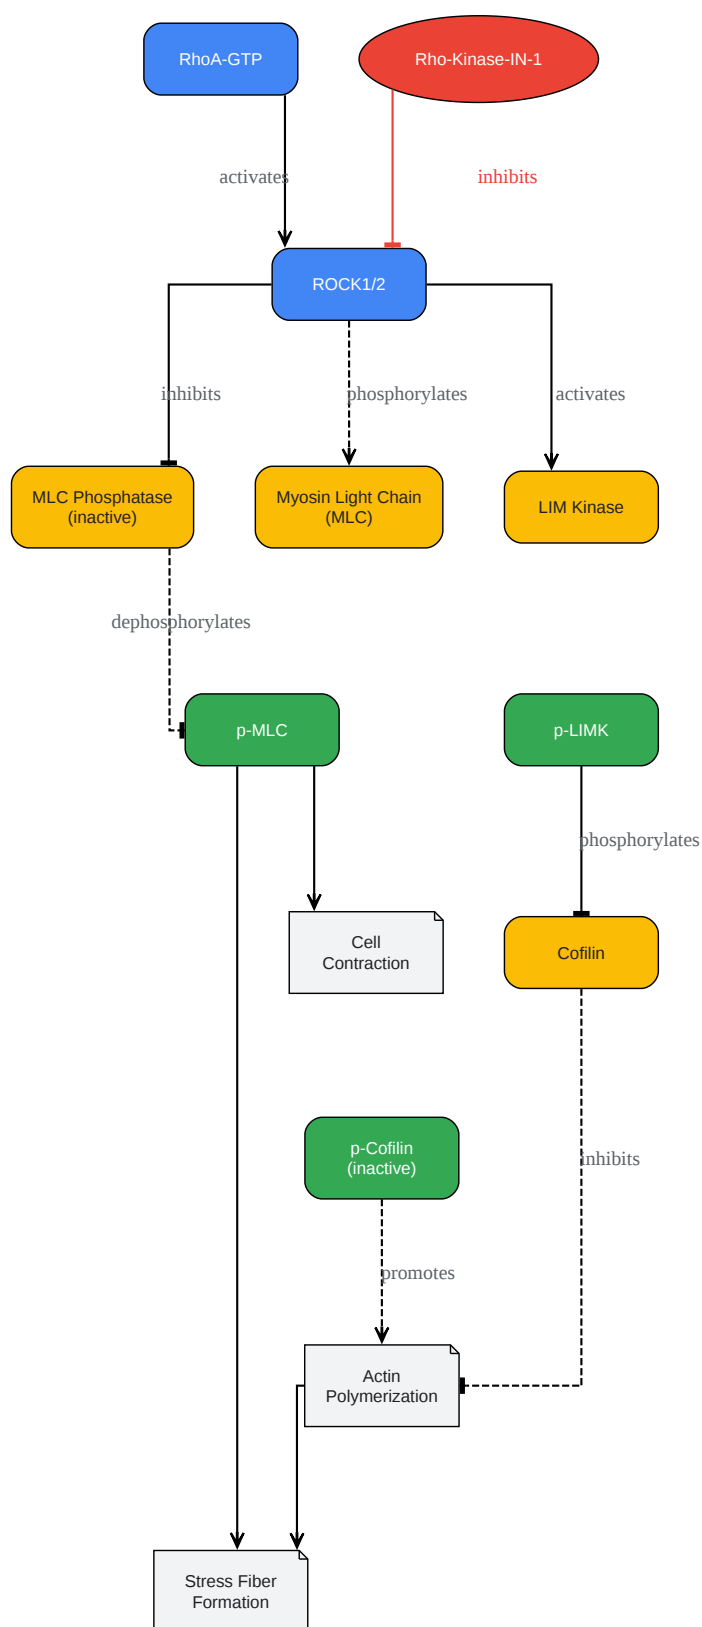 RhoA-GTP
Rho-Kinase-IN-1
activates
inhibits
ROCK1/2
inhibits
phosphorylates
activates
MLC Phosphatase
(inactive)
Myosin Light Chain
(MLC)
LIM Kinase
dephosphorylates
p-MLC
p-LIMK
phosphorylates
Cell
Contraction
Cofilin
p-Cofilin
(inactive)
inhibits
promotes
Actin
Polymerization
Stress Fiber
Formation